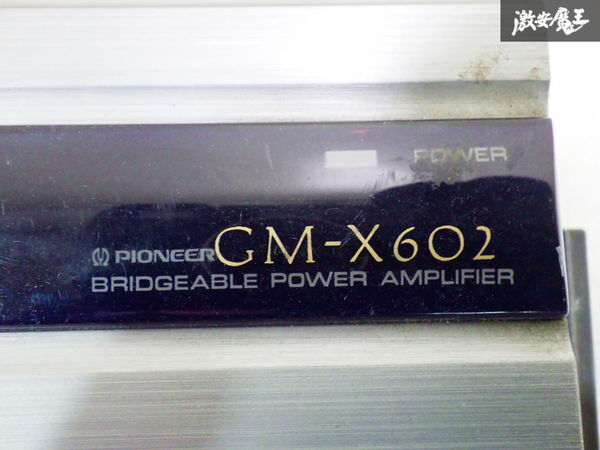 激安魔王
POWER
PIONEER GM-X602
BRIDGEABLE POWER AMPLIFIER